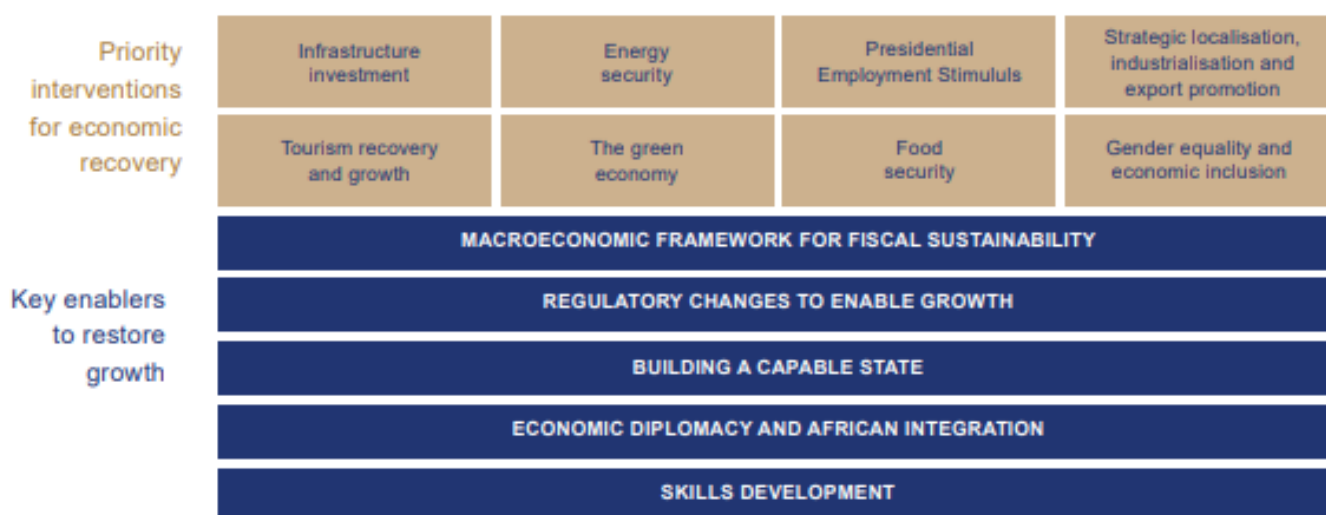 Priority
interventions
for economic
recovery
Infrastructure
investment
Energy
security
Presidential
Employment Stimululs
Strategic localisation,
industrialisation and
export promotion
Tourism recovery
and growth
The green
economy
Food
security
Gender equality and
economic inclusion
Key enablers
to restore
growth
MACROECONOMIC FRAMEWORK FOR FISCAL SUSTAINABILITY
REGULATORY CHANGES TO ENABLE GROWTH
BUILDING A CAPABLE STATE
ECONOMIC DIPLOMACY AND AFRICAN INTEGRATION
SKILLS DEVELOPMENT